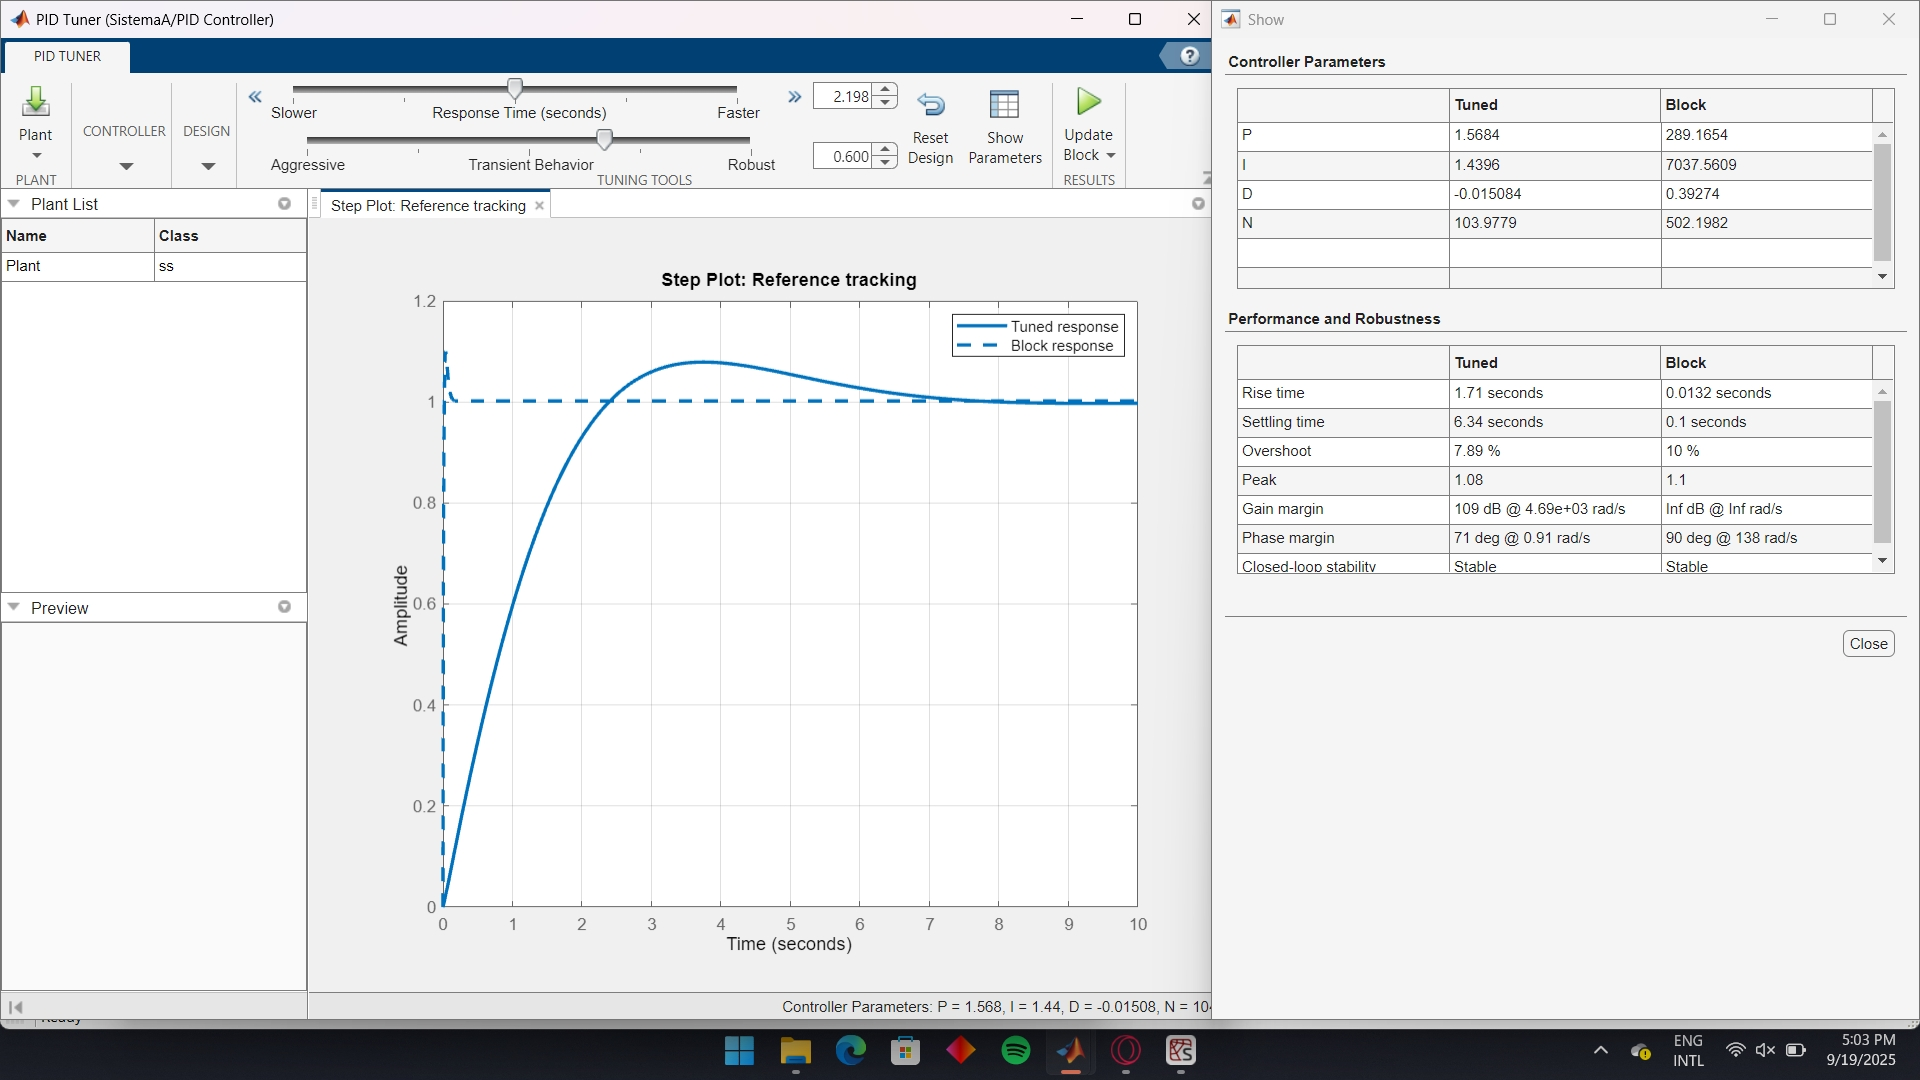 PID Tuner (SistemaA/PID Controller)
PID TUNER
Plant
PLANT
CONTROLLER
DESIGN
Slower
Response Time (seconds)
Faster
2.198
Aggressive
Transient Behavior
Robust
0.600
TUNING TOOLS
Reset
Design
Show
Parameters
Update
Block
RESULTS
Plant List
Name Class
Plant ss
Preview
Step Plot: Reference tracking
Step Plot: Reference tracking
Tuned response
Block response
1.2
1
0.8
0.6
0.4
0.2
0
Amplitude
0 1 2 3 4 5 6 7 8 9 10
Time (seconds)
Controller Parameters: P = 1.568, I = 1.44, D = -0.01508, N = 10
Ready
Show
Controller Parameters
Tuned Block
P 1.5684 289.1654
I 1.4396 7037.5609
D -0.015084 0.39274
N 103.9779 502.1982
Performance and Robustness
Tuned Block
Rise time 1.71 seconds 0.0132 seconds
Settling time 6.34 seconds 0.1 seconds
Overshoot 7.89 % 10 %
Peak 1.08 1.1
Gain margin 109 dB @ 4.69e+03 rad/s Inf dB @ Inf rad/s
Phase margin 71 deg @ 0.91 rad/s 90 deg @ 138 rad/s
Closed-loop stability Stable Stable
Close
ENG
INTL
5:03 PM
9/19/2025